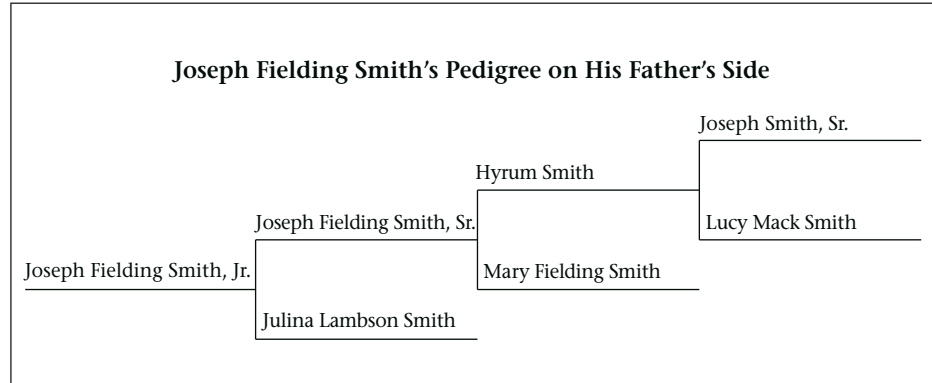 Joseph Fielding Smith’s Pedigree on His Father’s Side
Joseph Smith, Sr.
Hyrum Smith
Joseph Fielding Smith, Sr.
Lucy Mack Smith
Joseph Fielding Smith, Jr.
Mary Fielding Smith
Julina Lambson Smith